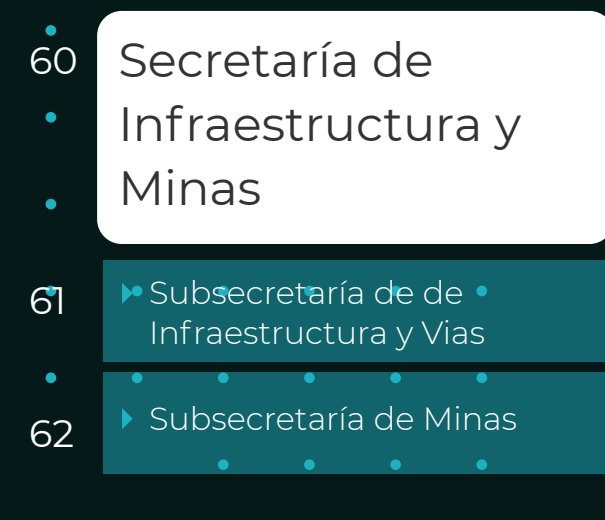 60
Secretaría de
Infraestructura y
Minas
61
Subsecretaría de de
Infraestructura y Vias
62
Subsecretaría de Minas